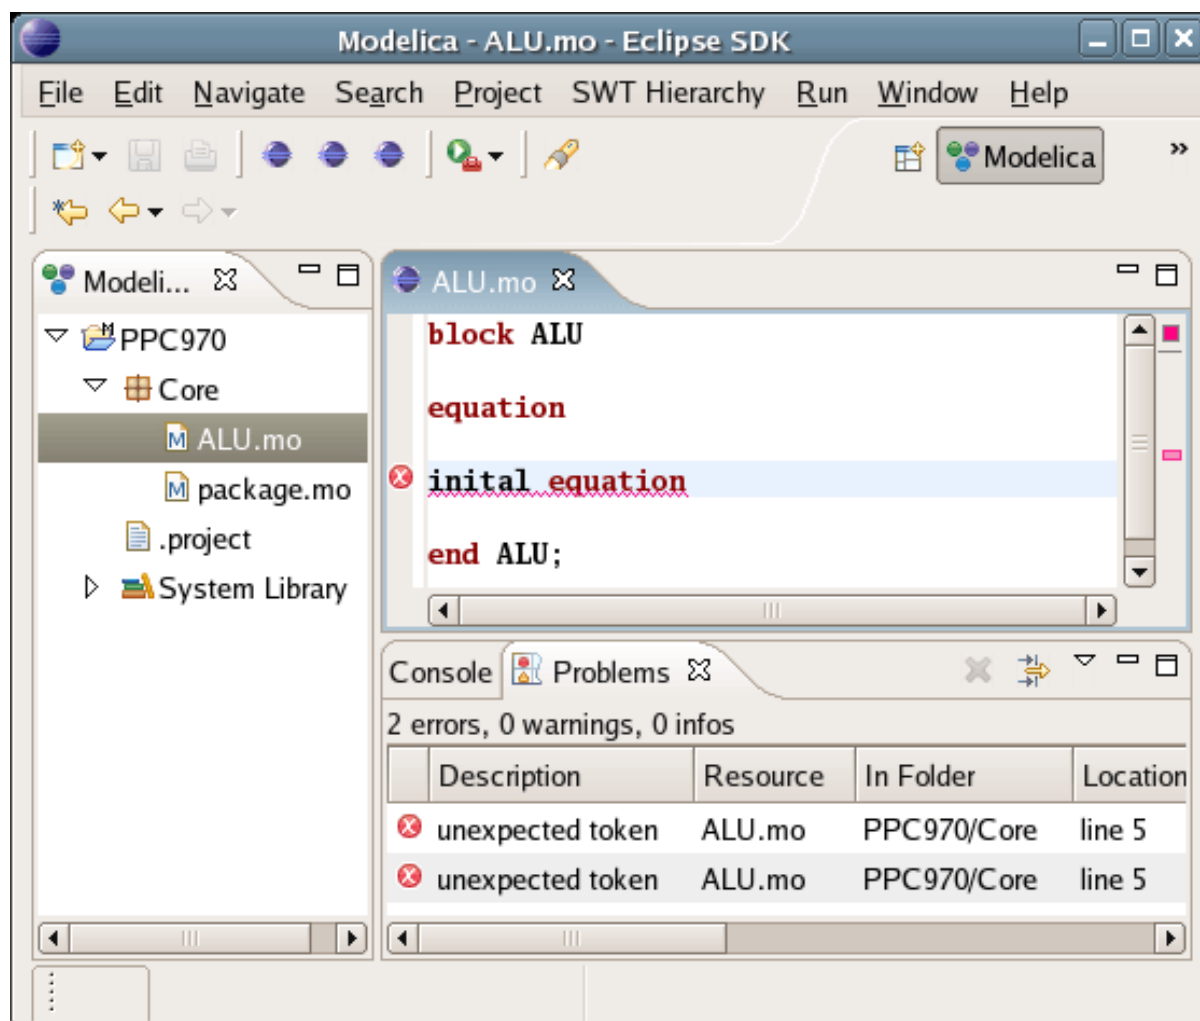 Modelica - ALU.mo - Eclipse SDK
File Edit Navigate Search Project SWT Hierarchy Run Window Help
Modelica
Modeli...
PPC970
Core
ALU.mo
package.mo
.project
System Library
ALU.mo
block ALU
equation
inital equation
end ALU;
Console Problems
2 errors, 0 warnings, 0 infos
Description Resource In Folder Location
unexpected token ALU.mo PPC970/Core line 5
unexpected token ALU.mo PPC970/Core line 5